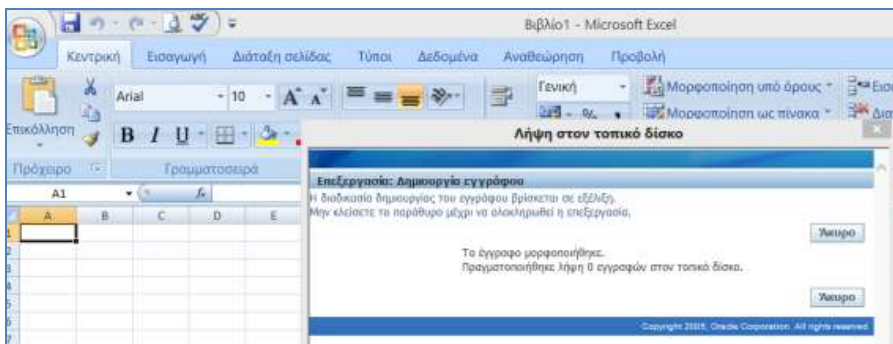 Βιβλίο1 - Microsoft Excel
Κεντρική Εισαγωγή Διάταξη σελίδας Τύποι Δεδομένα Αναθεώρηση Προβολή
Arial 10 A A Γενική Μορφοποίηση υπό όρους
Επικόλληση B I U % Μορφοποίηση ως πίνακα
Πρόχειρο Γραμματοσειρά
Λήψη στον τοπικό δίσκο
A1 fx
A B C D E
1
2
3
4
5
6
7
Επεξεργασία: Δημιουργία εγγράφου
Η διαδικασία δημιουργίας του εγγράφου βρίσκεται σε εξέλιξη.
Μην κλείσετε το παράθυρο μέχρι να ολοκληρωθεί η επεξεργασία.
Άκυρο
Το έγγραφο μορφοποιήθηκε.
Πραγματοποιήθηκε λήψη 0 εγγραφών στον τοπικό δίσκο.
Άκυρο
Copyright 2005, Oracle Corporation. All rights reserved